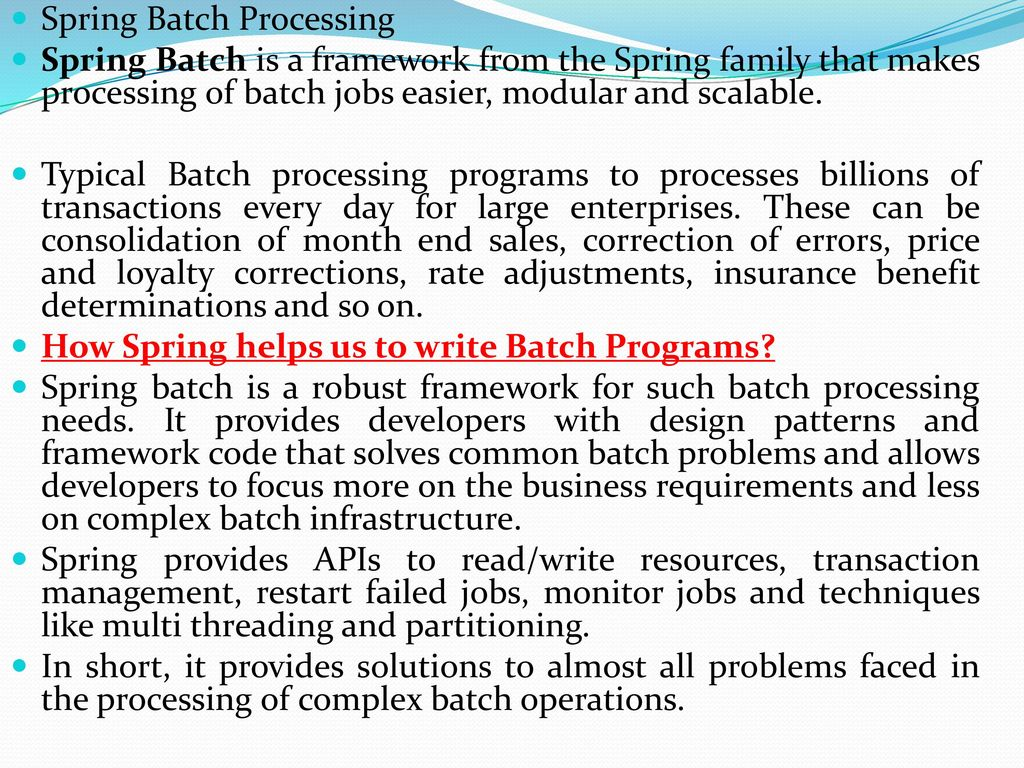 Spring Batch Processing
Spring Batch is a framework from the Spring family that makes
processing of batch jobs easier, modular and scalable.
Typical Batch processing programs to processes billions of
transactions every day for large enterprises. These can be
consolidation of month end sales, correction of errors, price
and loyalty corrections, rate adjustments, insurance benefit
determinations and so on.
How Spring helps us to write Batch Programs?
Spring batch is a robust framework for such batch processing
needs. It provides developers with design patterns and
framework code that solves common batch problems and allows
developers to focus more on the business requirements and less
on complex batch infrastructure.
Spring provides APIs to read/write resources, transaction
management, restart failed jobs, monitor jobs and techniques
like multi threading and partitioning.
In short, it provides solutions to almost all problems faced in
the processing of complex batch operations.